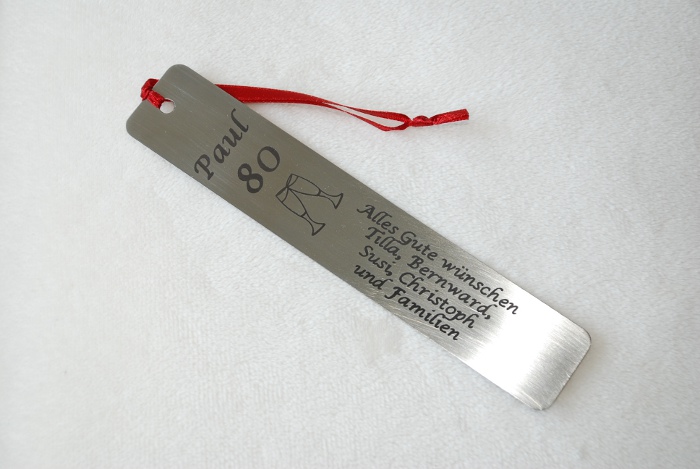 Paul
80
Alles Gute wünschen
Tilla, Bernward,
Susi, Christoph
und Familien